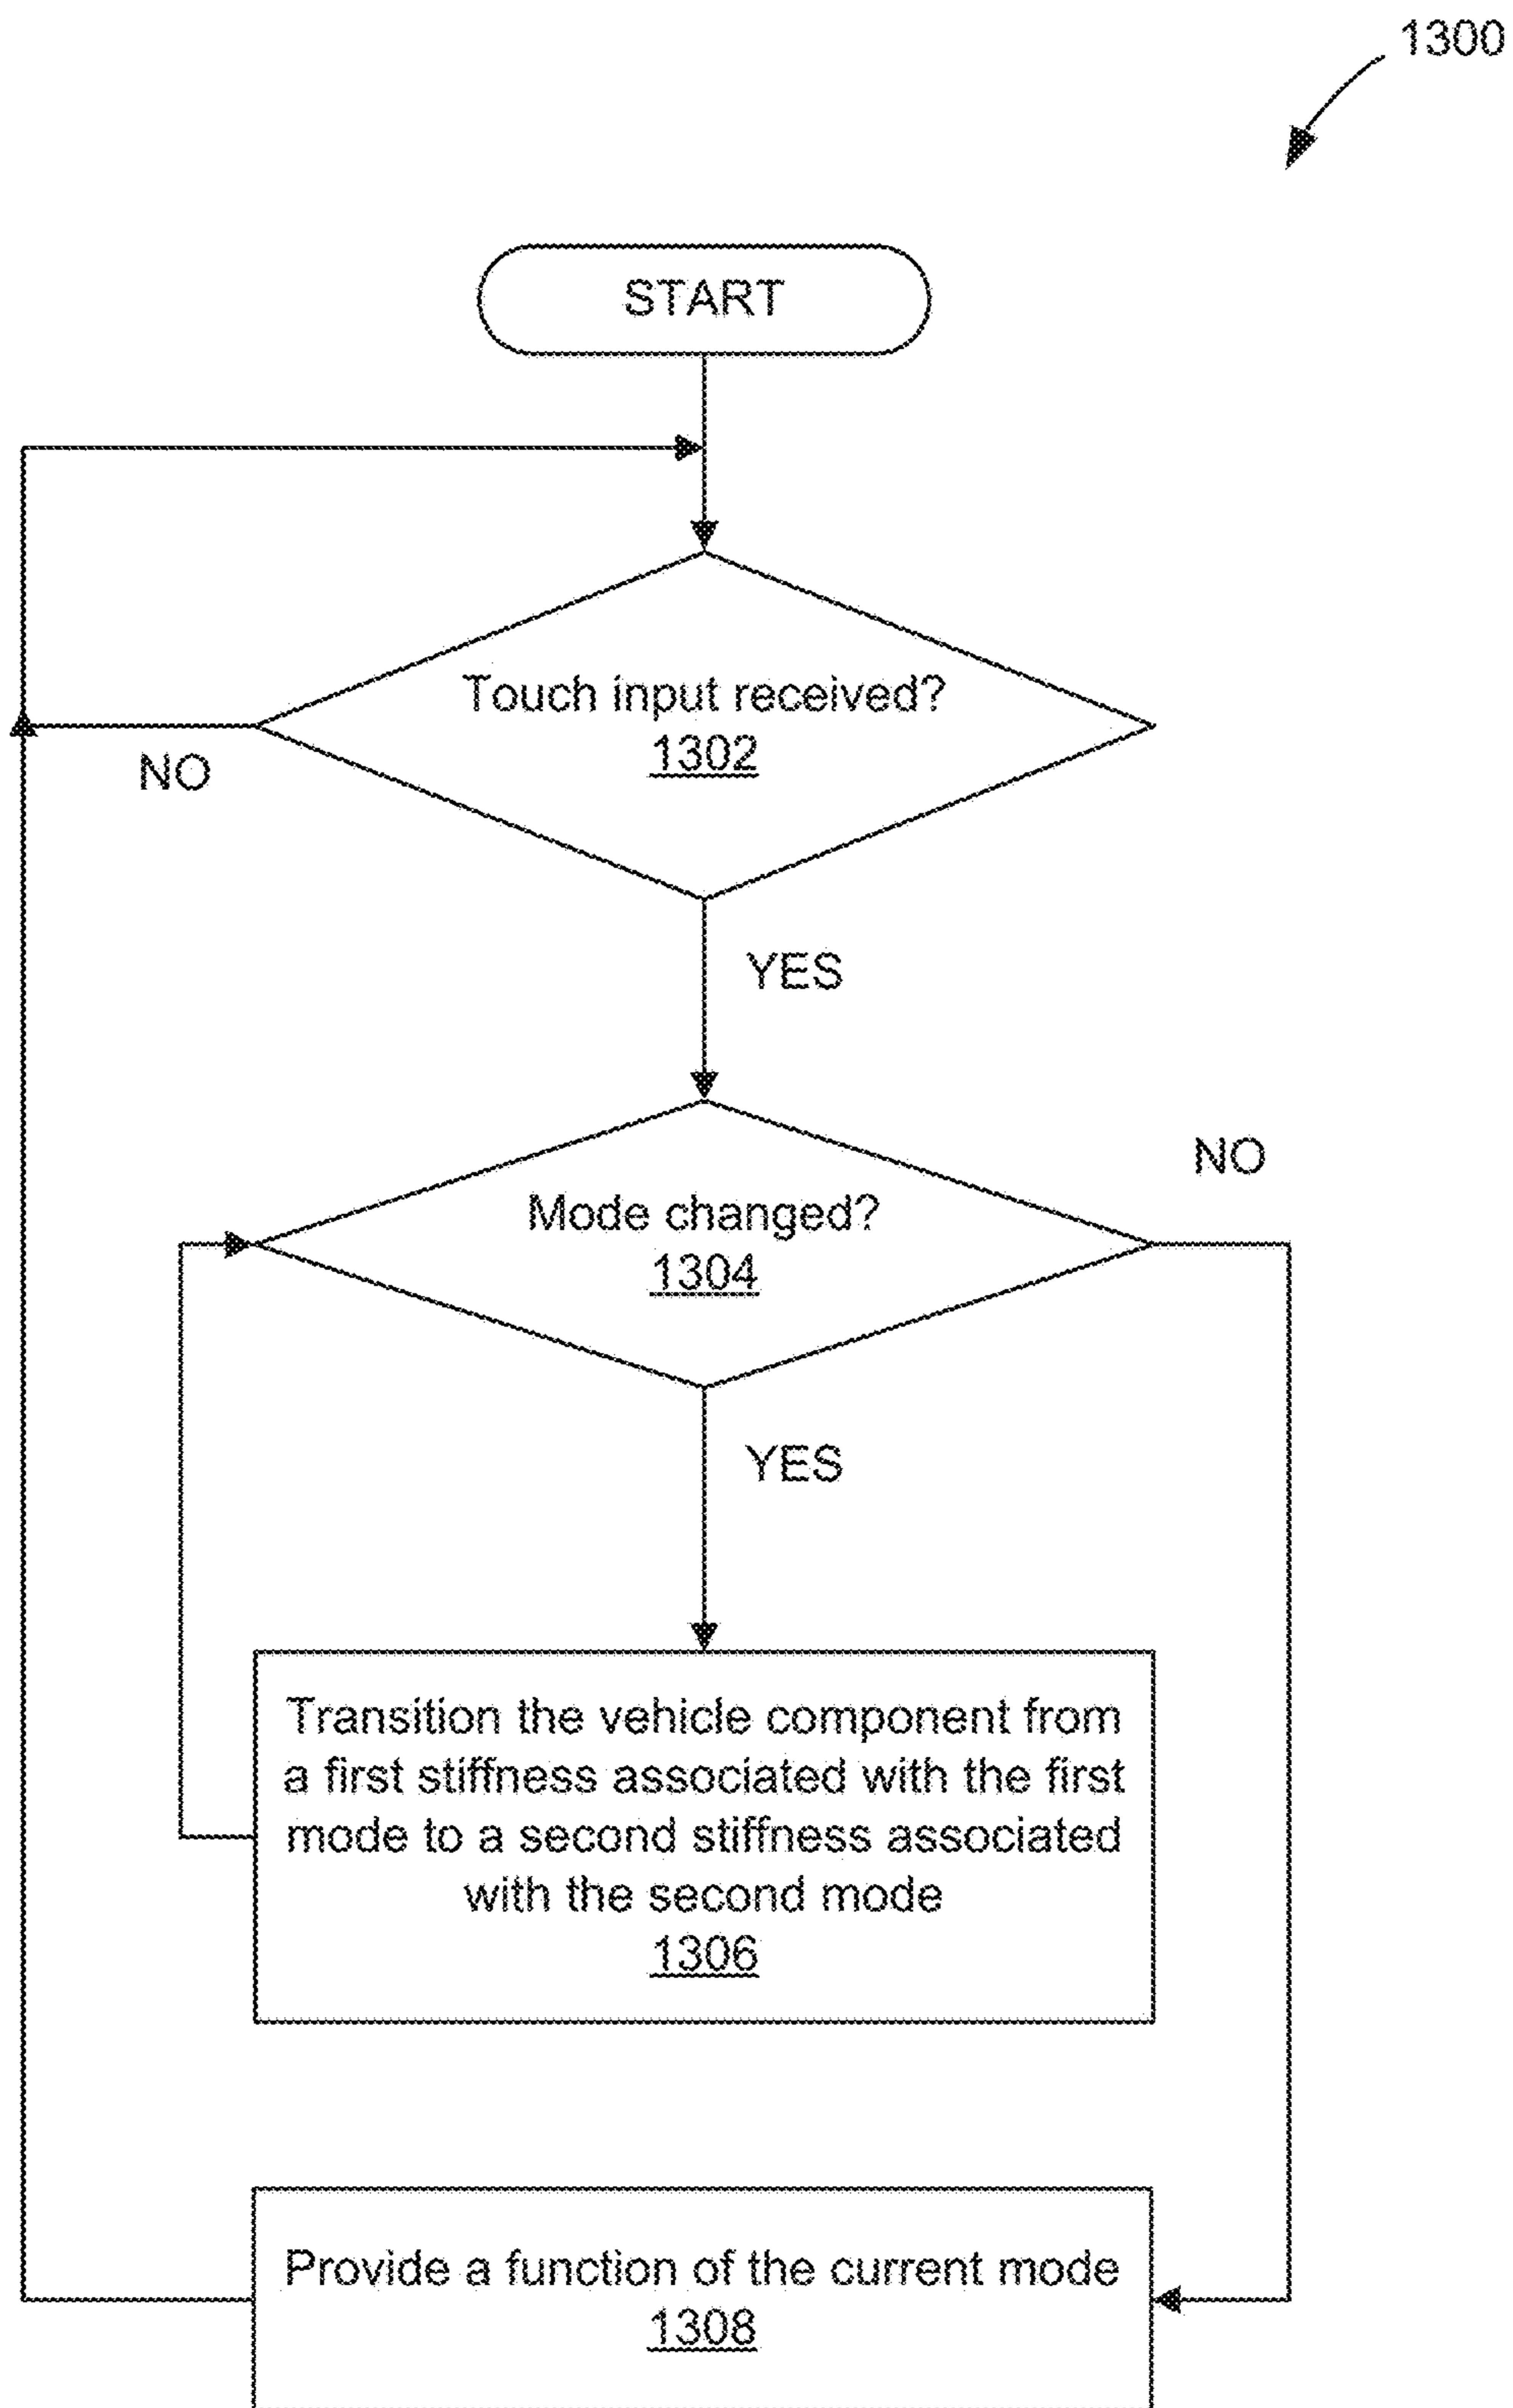 1300
START
Touch input received?
1302
NO
YES
Mode changed?
1304
NO
YES
Transition the vehicle component from
a first stiffness associated with the first
mode to a second stiffness associated
with the second mode
1306
Provide a function of the current mode
1308